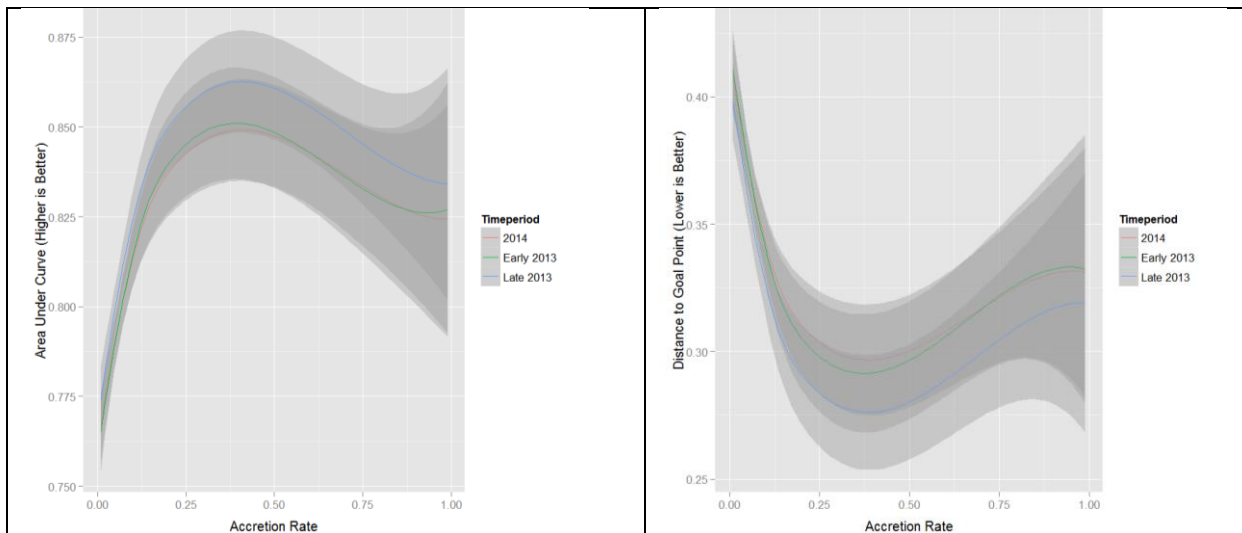 Area Under Curve (Higher is Better)
0.875
0.850
0.825
0.800
0.775
0.750
0.00 0.25 0.50 0.75 1.00
Accretion Rate
Timeperiod
2014
Early 2013
Late 2013
Distance to Goal Point (Lower is Better)
0.40
0.35
0.30
0.25
0.00 0.25 0.50 0.75 1.00
Accretion Rate
Timeperiod
2014
Early 2013
Late 2013